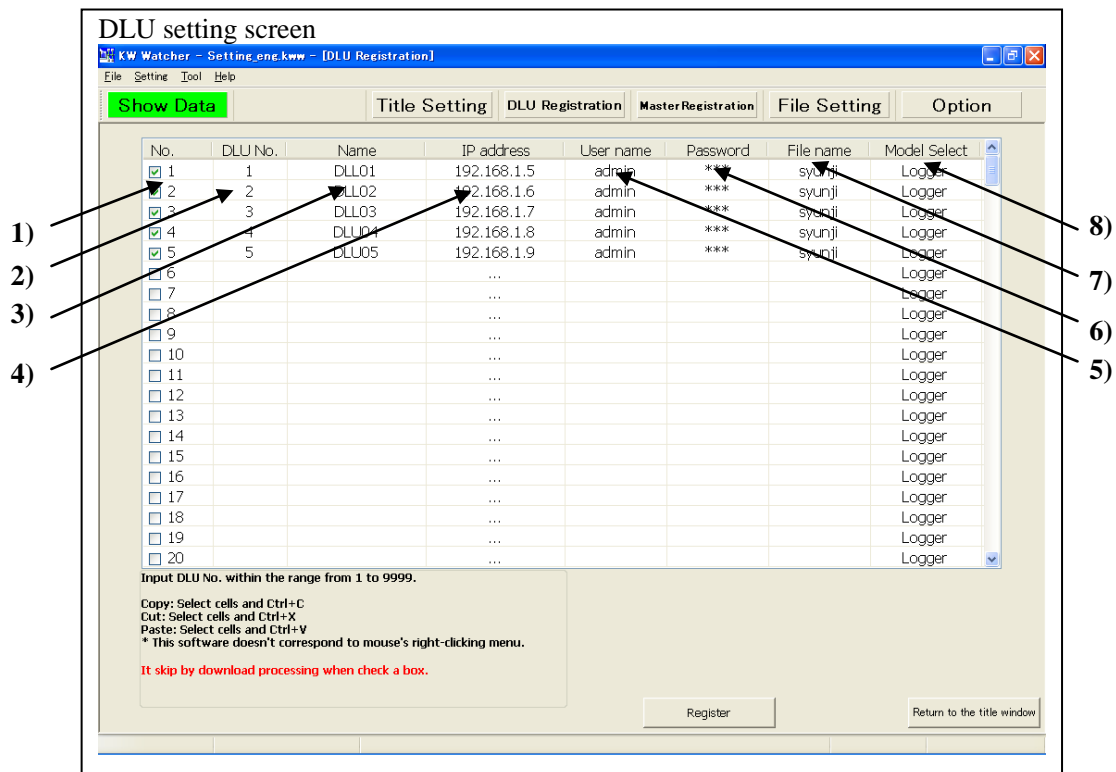 DLU setting screen
KW Watcher - Setting_eng.kww - [DLU Registration]
File Setting Tool Help
Show Data Title Setting DLU Registration Master Registration File Setting Option
No. DLU No. Name IP address User name Password File name Model Select
1 1 DLL01 192.168.1.5 admin *** syunji Logger
2 2 DLL02 192.168.1.6 admin *** syunji Logger
3 3 DLL03 192.168.1.7 admin *** syunji Logger
4 4 DLU04 192.168.1.8 admin *** syunji Logger
5 5 DLU05 192.168.1.9 admin *** syunji Logger
6 ... Logger
7 ... Logger
8 ... Logger
9 ... Logger
10 ... Logger
11 ... Logger
12 ... Logger
13 ... Logger
14 ... Logger
15 ... Logger
16 ... Logger
17 ... Logger
18 ... Logger
19 ... Logger
20 ... Logger
1)
2)
3)
4)
8)
7)
6)
5)
Input DLU No. within the range from 1 to 9999.
Copy: Select cells and Ctrl+C
Cut: Select cells and Ctrl+X
Paste: Select cells and Ctrl+V
* This software doesn't correspond to mouse's right-clicking menu.
It skip by download processing when check a box.
Register Return to the title window